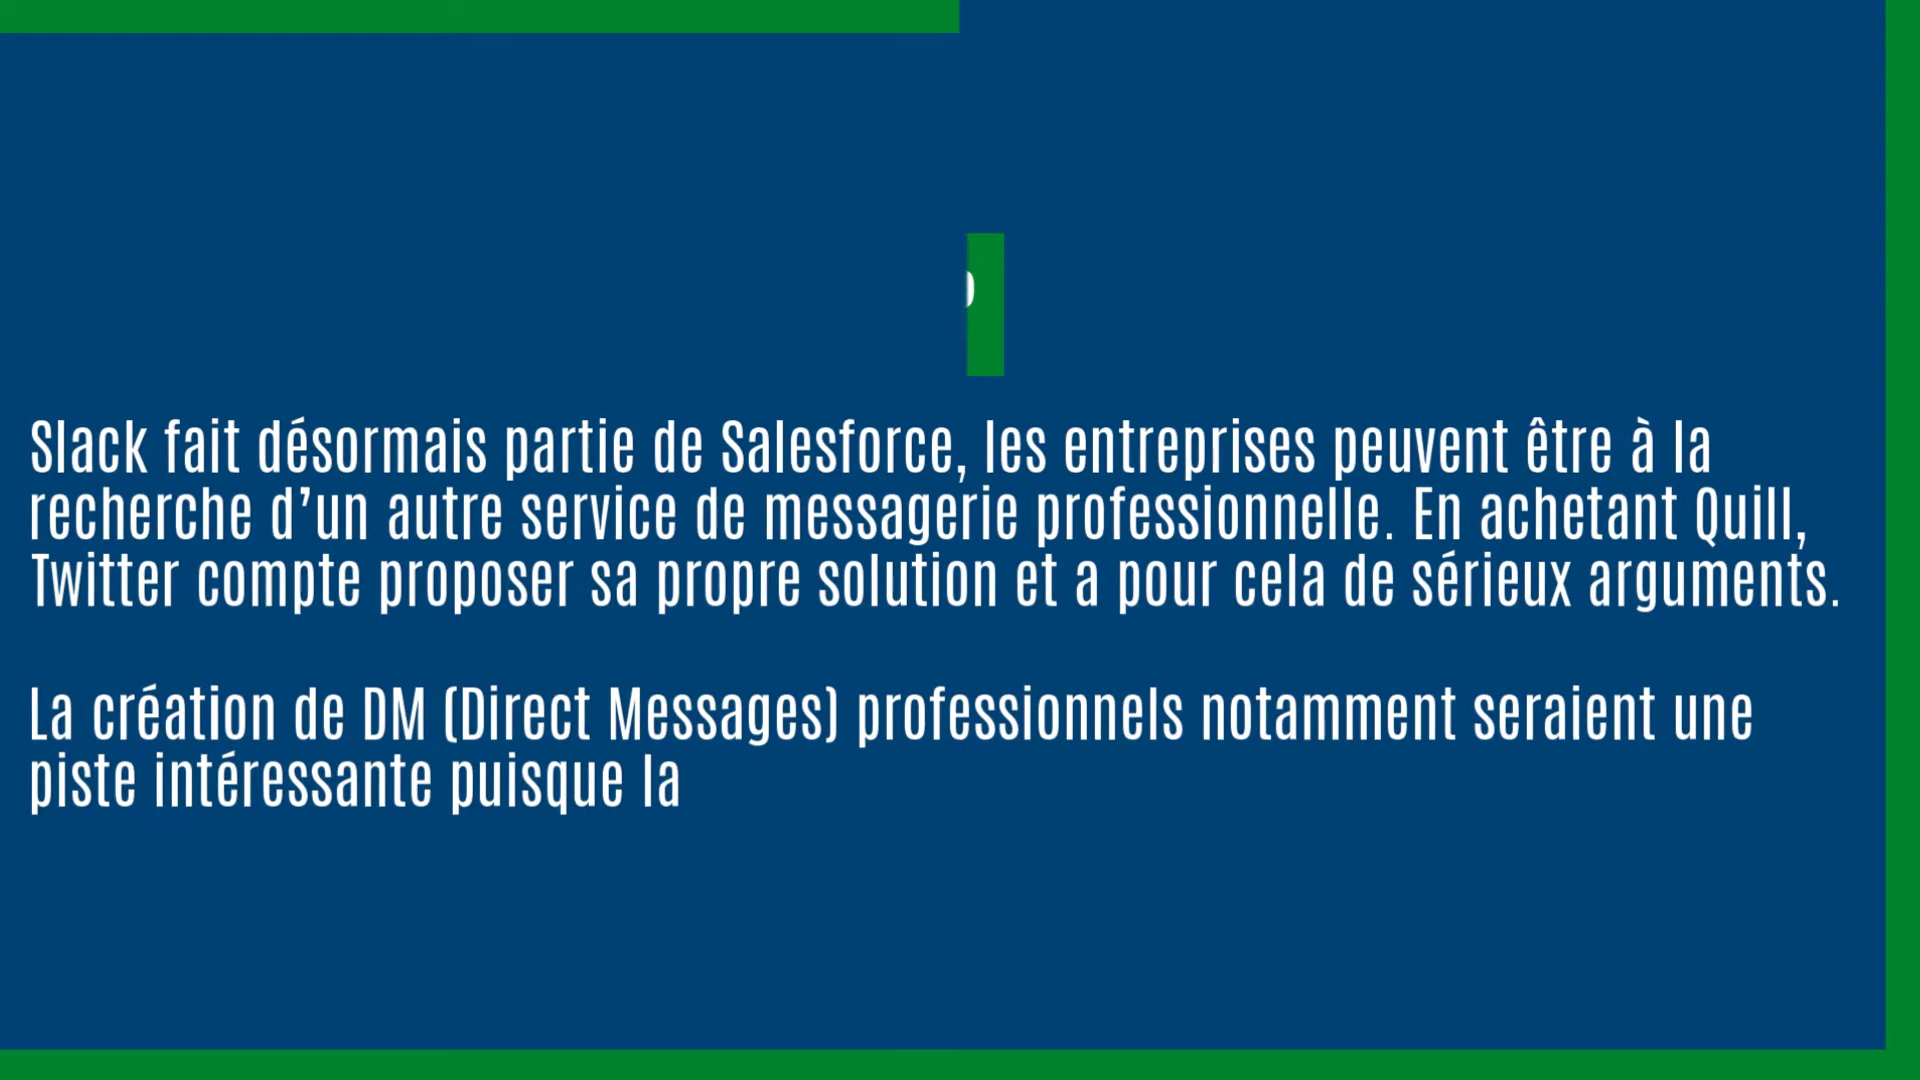 Slack fait désormais partie de Salesforce, les entreprises peuvent être à la
recherche d’un autre service de messagerie professionnelle. En achetant Quill,
Twitter compte proposer sa propre solution et a pour cela de sérieux arguments.
La création de DM (Direct Messages) professionnels notamment seraient une
piste intéressante puisque la